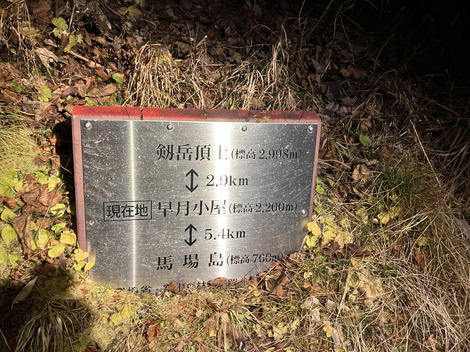 剱岳頂上(標高2,998m)
2.9km
現在地 早月小屋(標高2,200m)
5.4km
馬場島(標高760m)